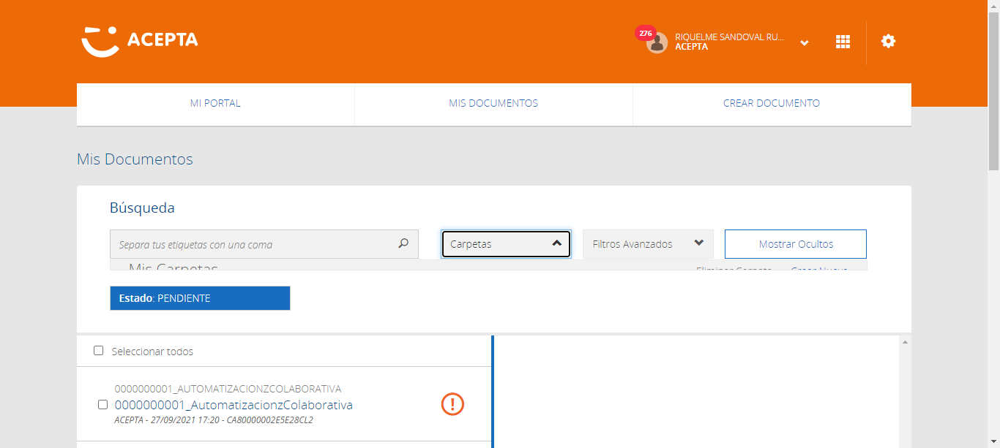 ACEPTA
276
RIQUELME SANDOVAL RU...
ACEPTA
MI PORTAL
MIS DOCUMENTOS
CREAR DOCUMENTO
Mis Documentos
Búsqueda
Separa tus etiquetas con una coma
Carpetas
Filtros Avanzados
Mostrar Ocultos
Mis Carpetas
Eliminar Carpeta
Crear Nueva
Estado: PENDIENTE
Seleccionar todos
0000000001_AUTOMATIZACIONZCOLABORATIVA
0000000001_AutomatizacionzColaborativa
ACEPTA - 27/09/2021 17:20 - CA80000002E5E28CL2